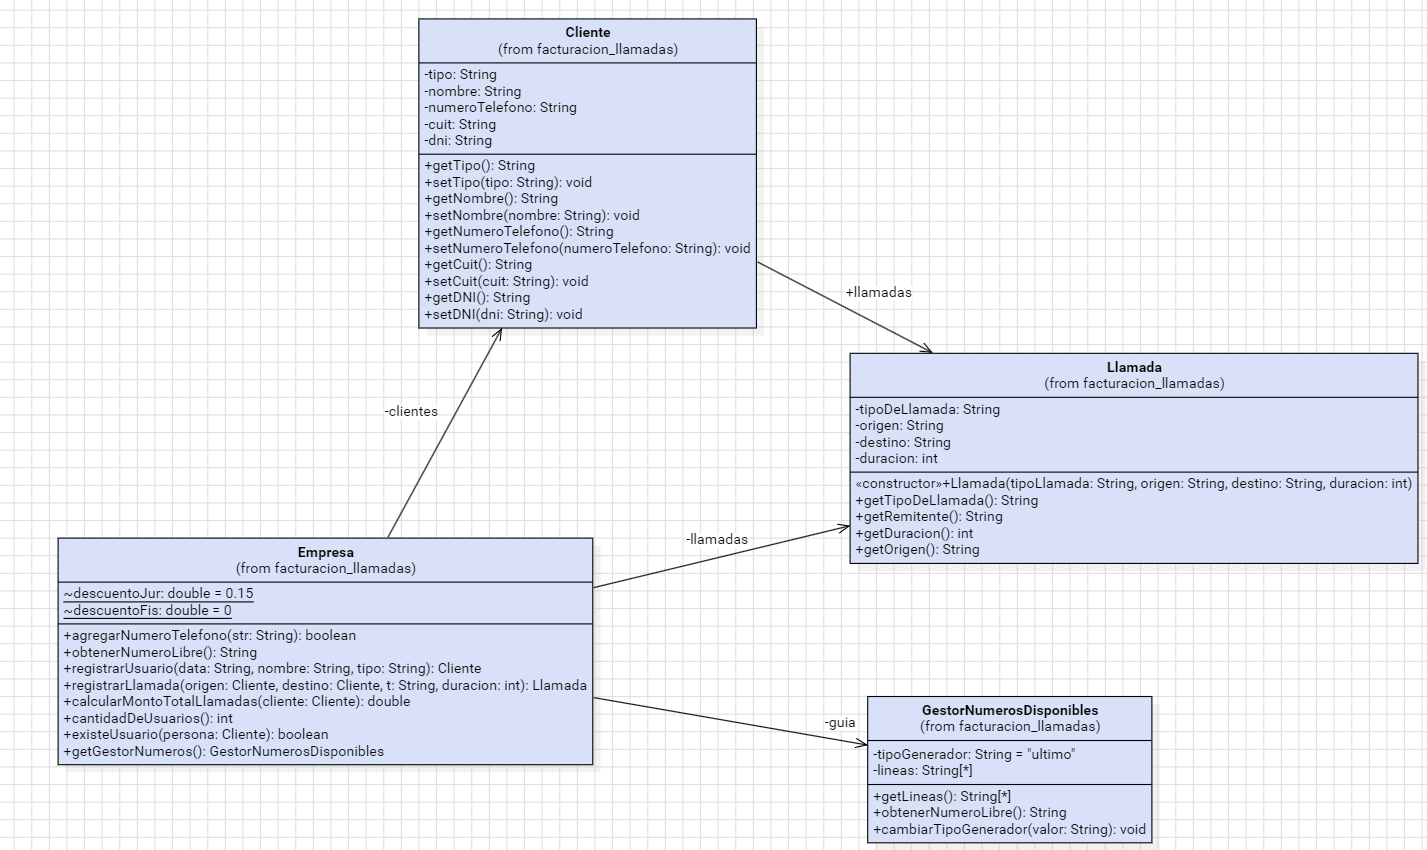 Cliente
(from facturacion_llamadas)
-tipo: String
-nombre: String
-numeroTelefono: String
-cuit: String
-dni: String
+getTipo(): String
+setTipo(tipo: String): void
+getNombre(): String
+setNombre(nombre: String): void
+getNumeroTelefono(): String
+setNumeroTelefono(numeroTelefono: String): void
+getCuit(): String
+setCuit(cuit: String): void
+getDNI(): String
+setDNI(dni: String): void
+llamadas
Llamada
(from facturacion_llamadas)
-tipoDeLlamada: String
-origen: String
-destino: String
-duracion: int
«constructor»+Llamada(tipoLlamada: String, origen: String, destino: String, duracion: int)
+getTipoDeLlamada(): String
+getRemitente(): String
+getDuracion(): int
+getOrigen(): String
-clientes
-llamadas
Empresa
(from facturacion_llamadas)
~descuentoJur: double = 0.15
~descuentoFis: double = 0
+agregarNumeroTelefono(str: String): boolean
+obtenerNumeroLibre(): String
+registrarUsuario(data: String, nombre: String, tipo: String): Cliente
+registrarLlamada(origen: Cliente, destino: Cliente, t: String, duracion: int): Llamada
+calcularMontoTotalLlamadas(cliente: Cliente): double
+cantidadDeUsuarios(): int
+existeUsuario(persona: Cliente): boolean
+getGestorNumeros(): GestorNumerosDisponibles
-guia
GestorNumerosDisponibles
(from facturacion_llamadas)
-tipoGenerador: String = "ultimo"
-lineas: String[*]
+getLineas(): String[*]
+obtenerNumeroLibre(): String
+cambiarTipoGenerador(valor: String): void